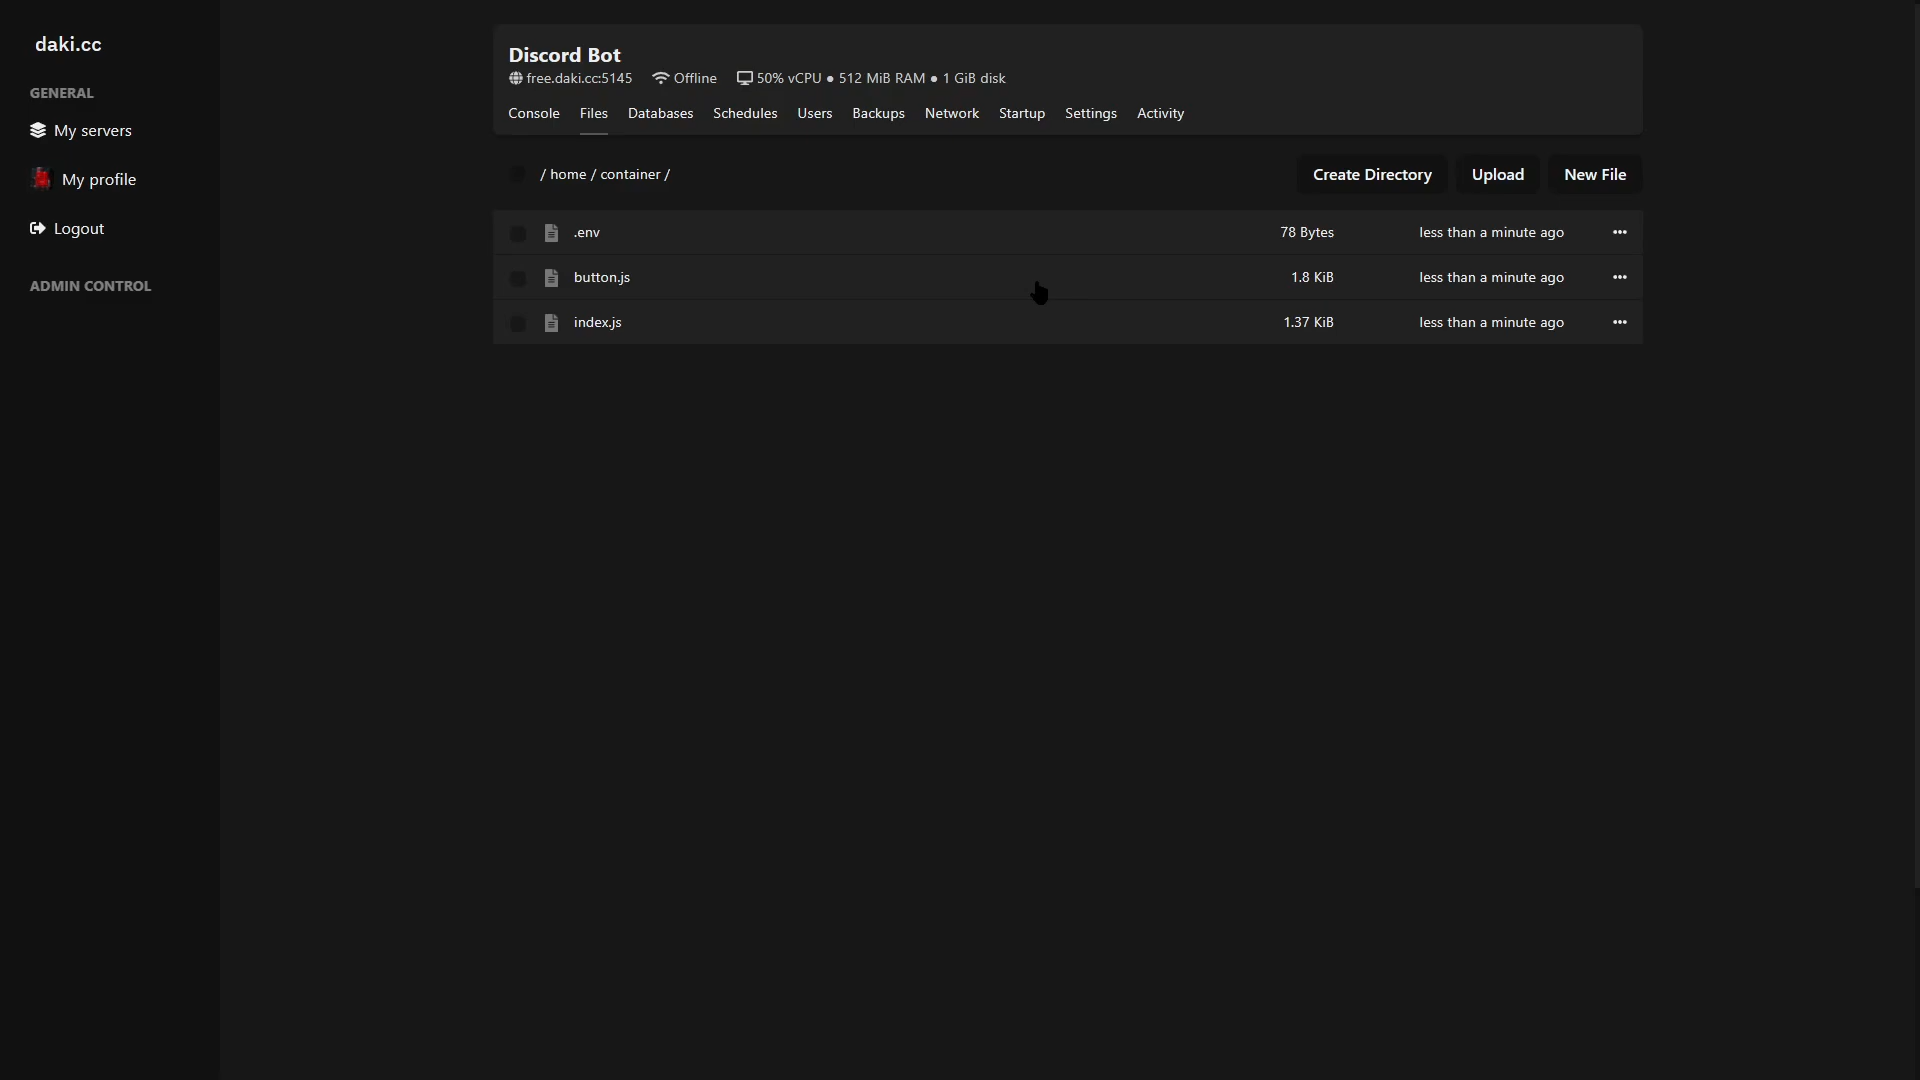 daki.cc
GENERAL
My servers
My profile
Logout
ADMIN CONTROL
Discord Bot
free.daki.cc:5145 Offline 50% vCPU ● 512 MiB RAM ● 1 GiB disk
Console Files Databases Schedules Users Backups Network Startup Settings Activity
/ home / container / Create Directory Upload New File
.env 78 Bytes less than a minute ago
button.js 1.8 KiB less than a minute ago
index.js 1.37 KiB less than a minute ago